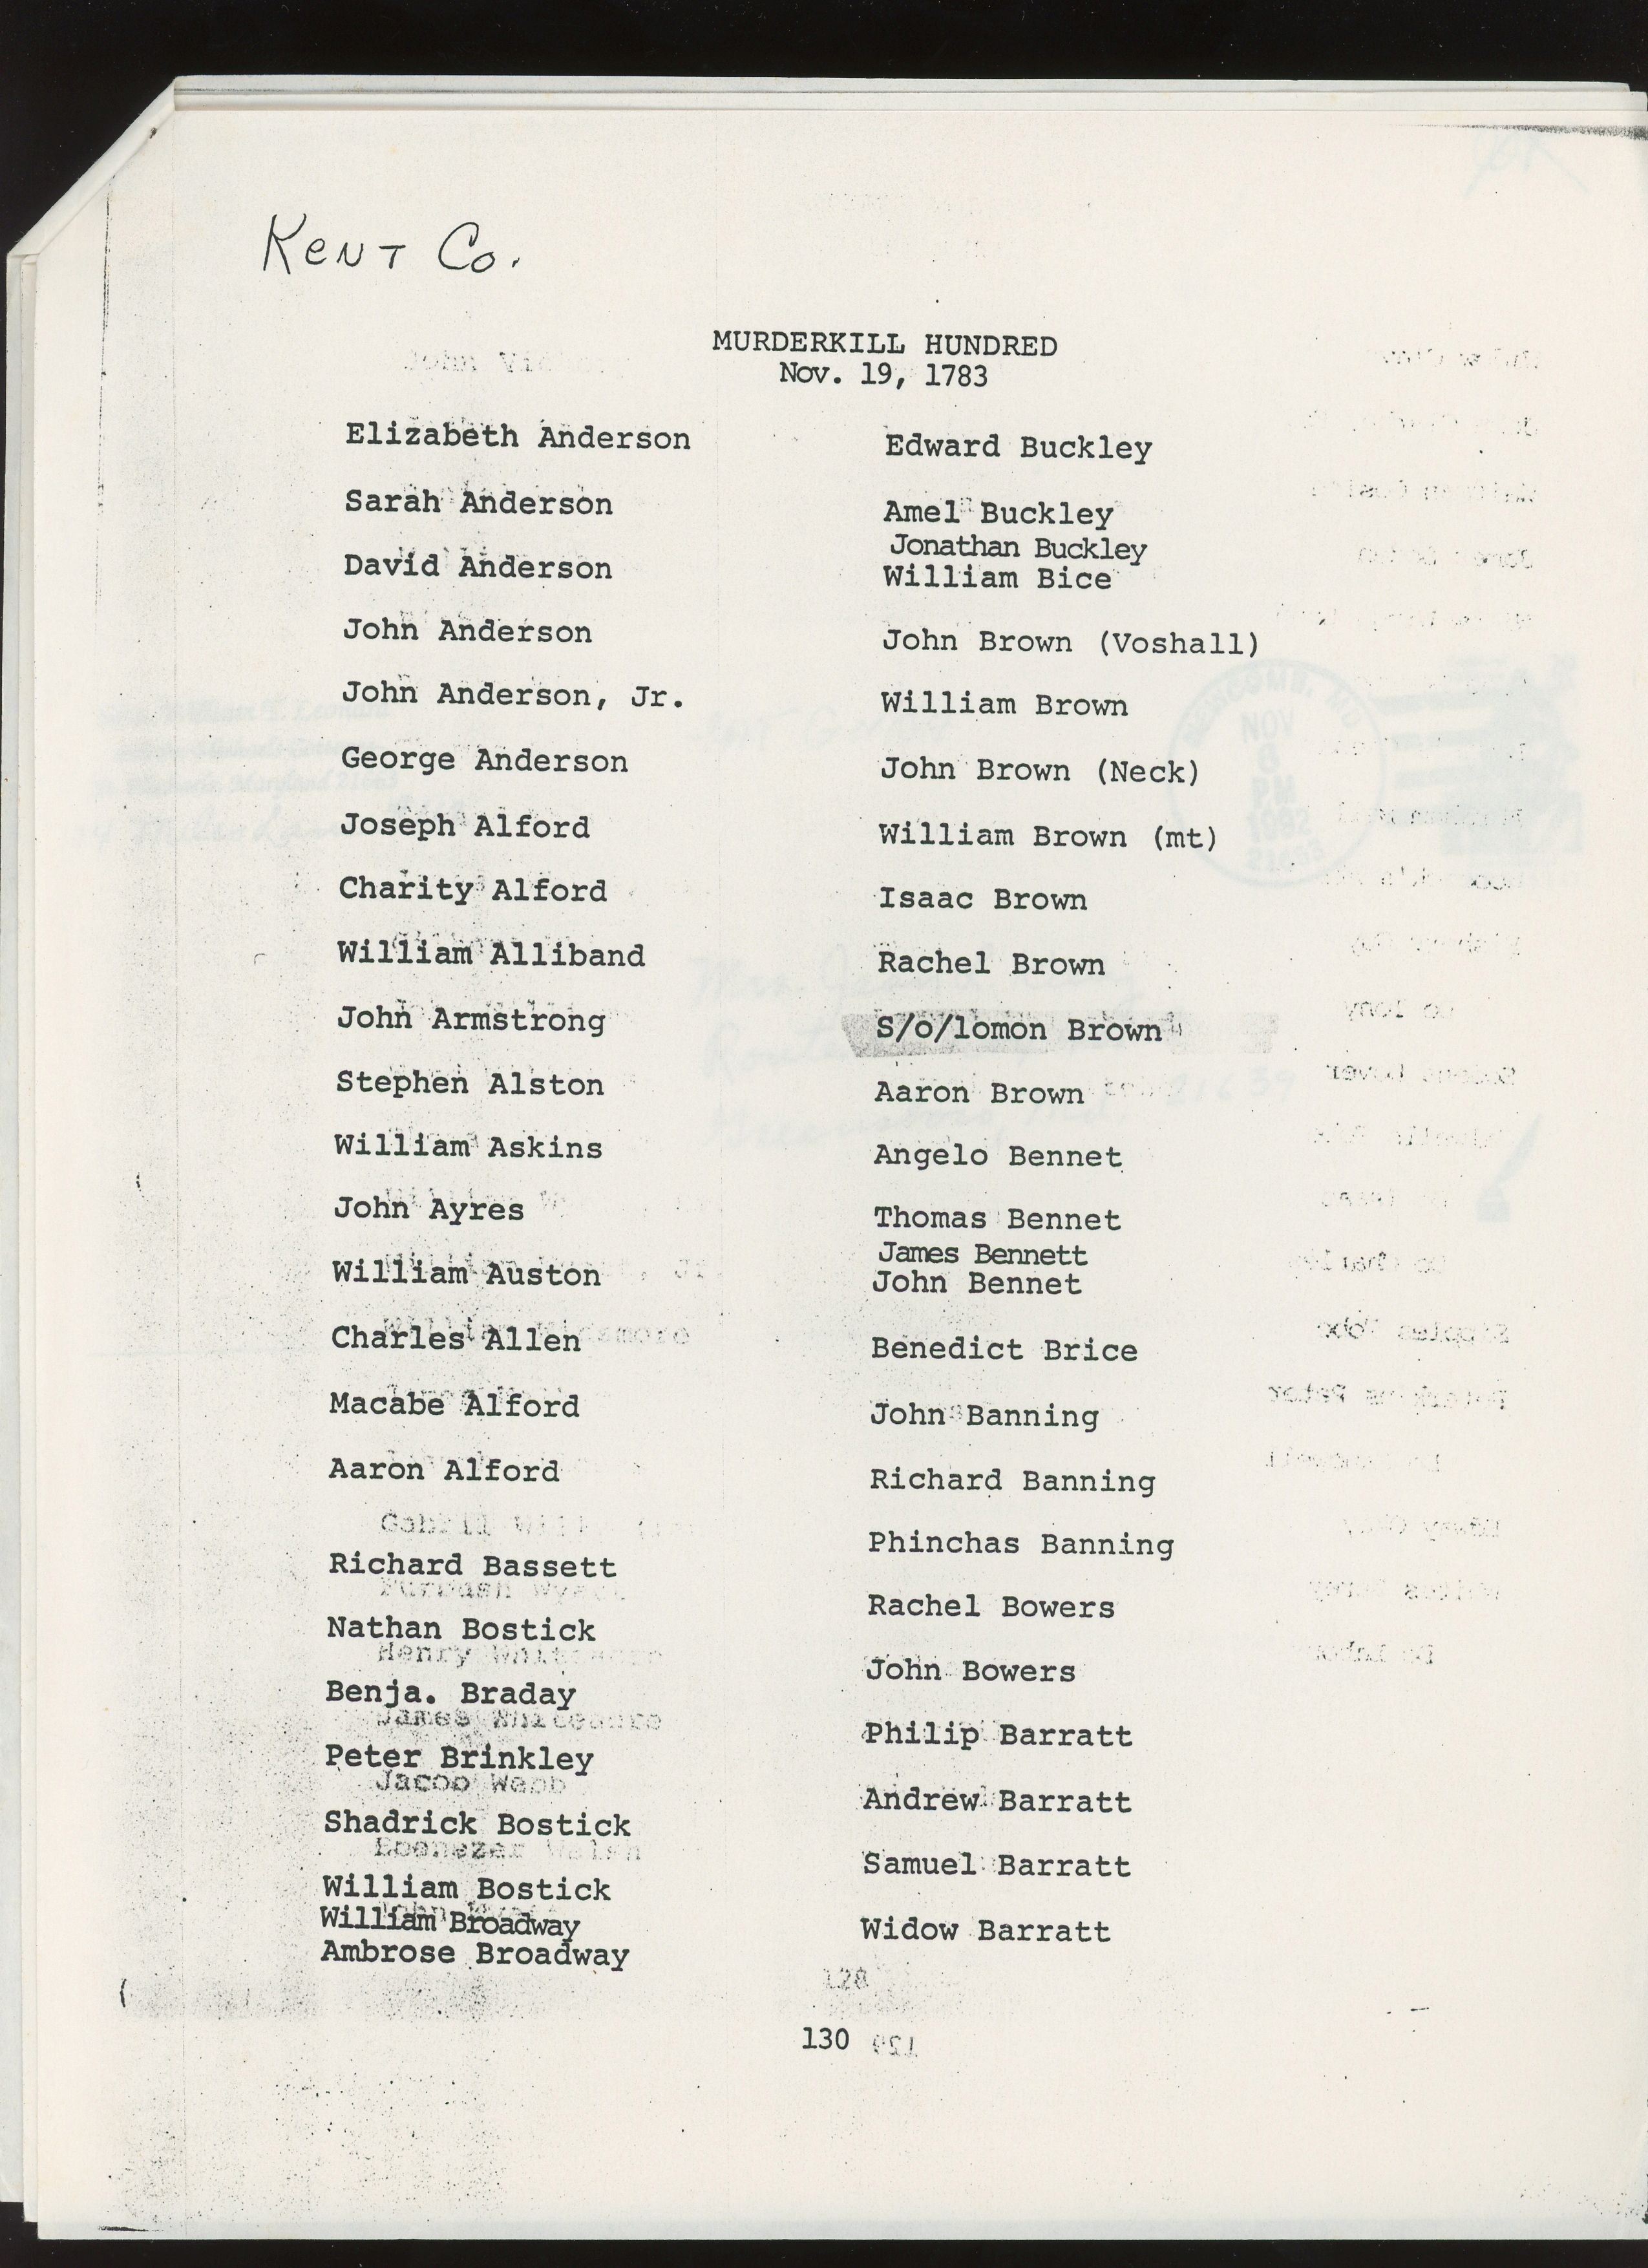 KENT Co.
MURDERKILL HUNDRED
Nov. 19, 1783
Elizabeth Anderson
Sarah Anderson
David Anderson
John Anderson
John Anderson, Jr.
George Anderson
Joseph Alford
Charity Alford
William Alliband
John Armstrong
Stephen Alston
William Askins
John Ayres
William Auston
Charles Allen
Macabe Alford
Aaron Alford
Richard Bassett
Nathan Bostick
Benja. Braday
Peter Brinkley
Shadrick Bostick
William Bostick
William Broadway
Ambrose Broadway
Edward Buckley
Amel Buckley
Jonathan Buckley
William Bice
John Brown (Voshall)
William Brown
John Brown (Neck)
William Brown (mt)
Isaac Brown
Rachel Brown
S/o/lomon Brown
Aaron Brown
Angelo Bennet
Thomas Bennet
James Bennett
John Bennet
Benedict Brice
John Banning
Richard Banning
Phinchas Banning
Rachel Bowers
John Bowers
Philip Barratt
Andrew Barratt
Samuel Barratt
Widow Barratt
128
130